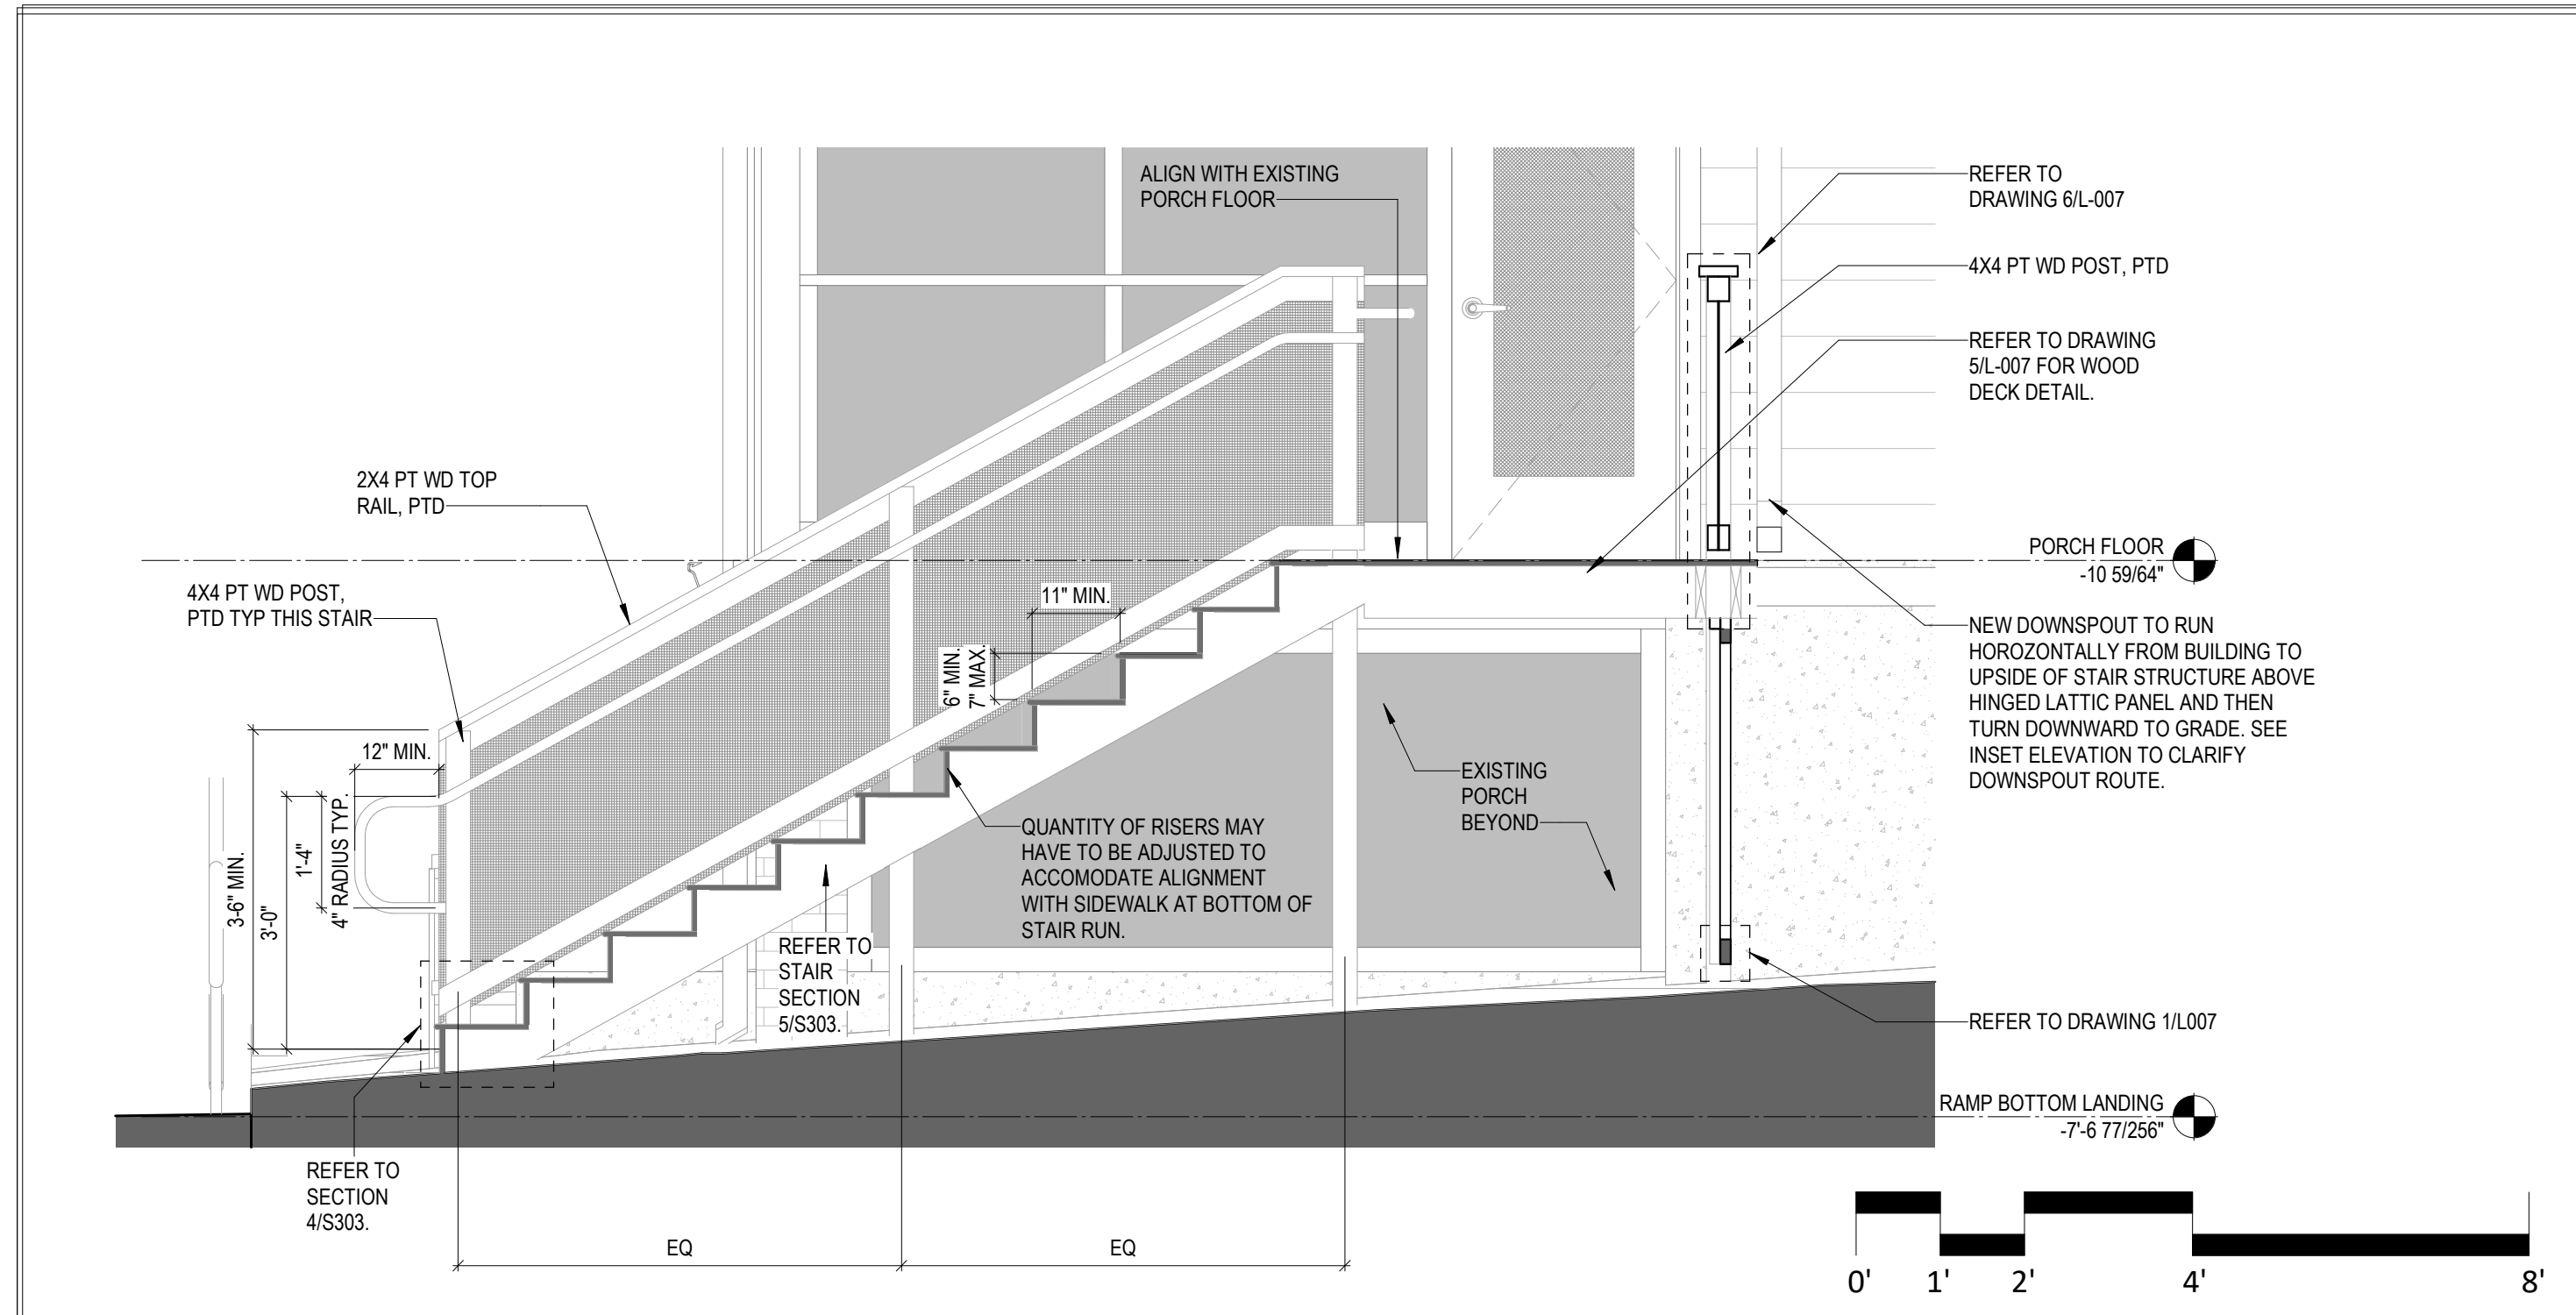 ALIGN WITH EXISTING
PORCH FLOOR
REFER TO
DRAWING 6/L-007
4X4 PT WD POST, PTD
REFER TO DRAWING
5/L-007 FOR WOOD
DECK DETAIL.
2X4 PT WD TOP
RAIL, PTD
PORCH FLOOR
-10 59/64"
4X4 PT WD POST,
PTD TYP THIS STAIR
11" MIN.
6" MIN.
7" MAX.
NEW DOWNSPOUT TO RUN
HOROZONTALLY FROM BUILDING TO
UPSIDE OF STAIR STRUCTURE ABOVE
HINGED LATTIC PANEL AND THEN
TURN DOWNWARD TO GRADE. SEE
INSET ELEVATION TO CLARIFY
DOWNSPOUT ROUTE.
12" MIN.
3-6" MIN.
3'-0"
1'-4"
4" RADIUS TYP.
EXISTING
PORCH
BEYOND
QUANTITY OF RISERS MAY
HAVE TO BE ADJUSTED TO
ACCOMODATE ALIGNMENT
WITH SIDEWALK AT BOTTOM OF
STAIR RUN.
REFER TO
STAIR
SECTION
5/S303.
REFER TO DRAWING 1/L007
RAMP BOTTOM LANDING
-7'-6 77/256"
REFER TO
SECTION
4/S303.
EQ
EQ
0' 1' 2' 4' 8'